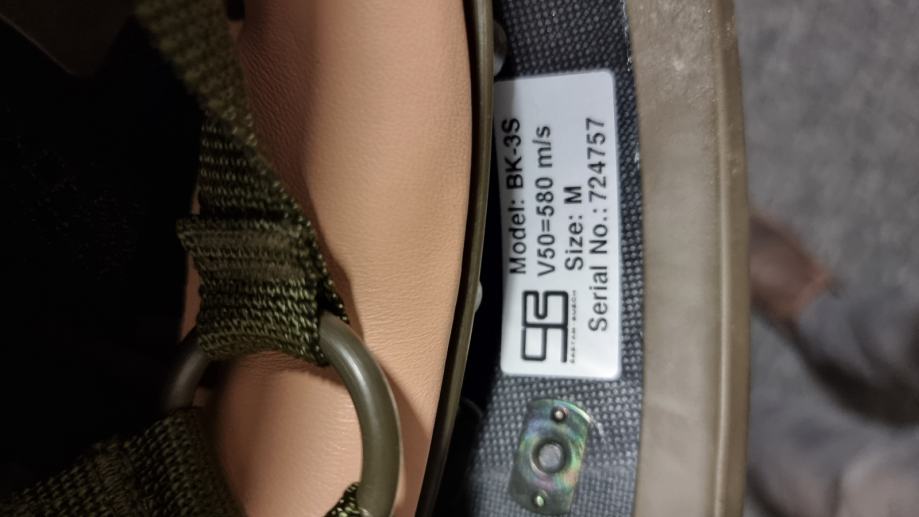 Model: BK-3S
V50=580 m/s
Size: M
Serial No.: 724757